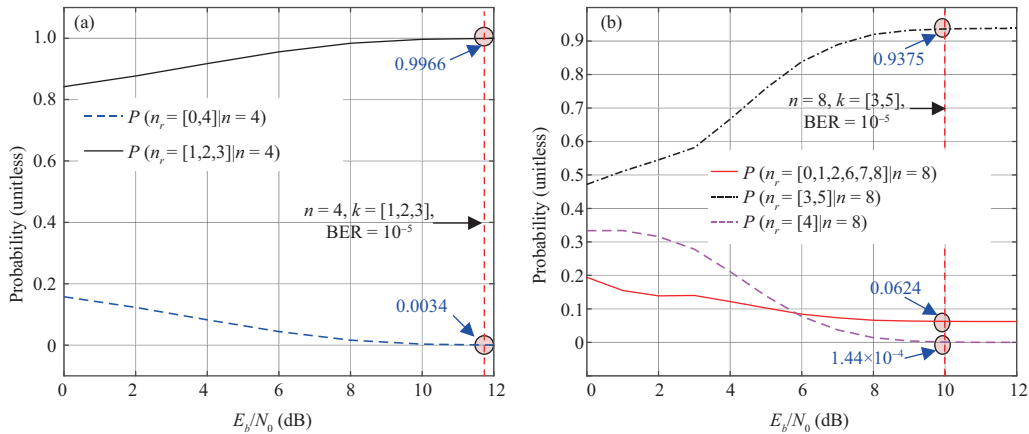 (a)
1.0
0.8
0.6
0.4
0.2
0
0 2 4 6 8 10 12
Probability (unitless)
E_b/N_0 (dB)
0.9966
P (n_r = [0,4]|n = 4)
P (n_r = [1,2,3]|n = 4)
n = 4, k = [1,2,3],
BER = 10^–5
0.0034
(b)
0.9
0.8
0.7
0.6
0.5
0.4
0.3
0.2
0.1
0
0 2 4 6 8 10 12
Probability (unitless)
E_b/N_0 (dB)
0.9375
n = 8, k = [3,5],
BER = 10^–5
P (n_r = [0,1,2,6,7,8]|n = 8)
P (n_r = [3,5]|n = 8)
P (n_r = [4]|n = 8)
0.0624
1.44×10^–4